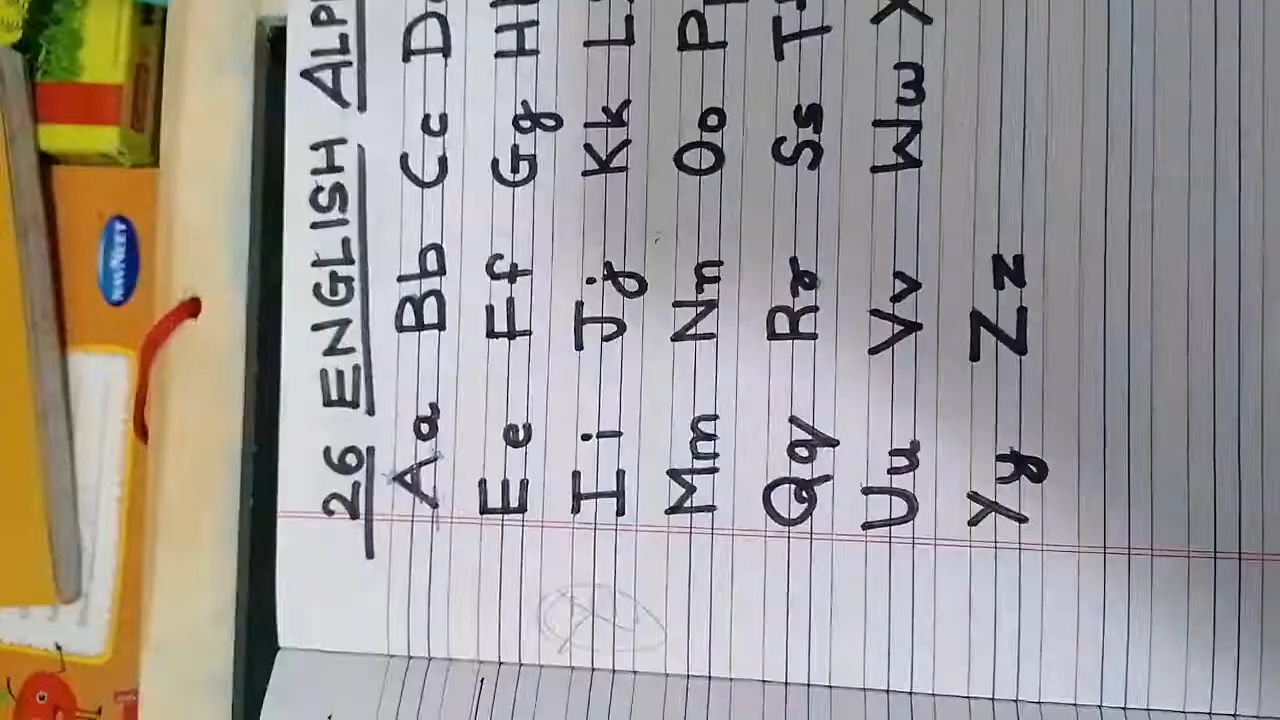 26 ENGLISH ALP
Aa Bb Cc D
Ee Ff Gg H
Ii Jj Kk L
Mm Nn Oo P
Qq Rr Ss T
Uu Vv Ww X
Yy Zz
NAVNEET